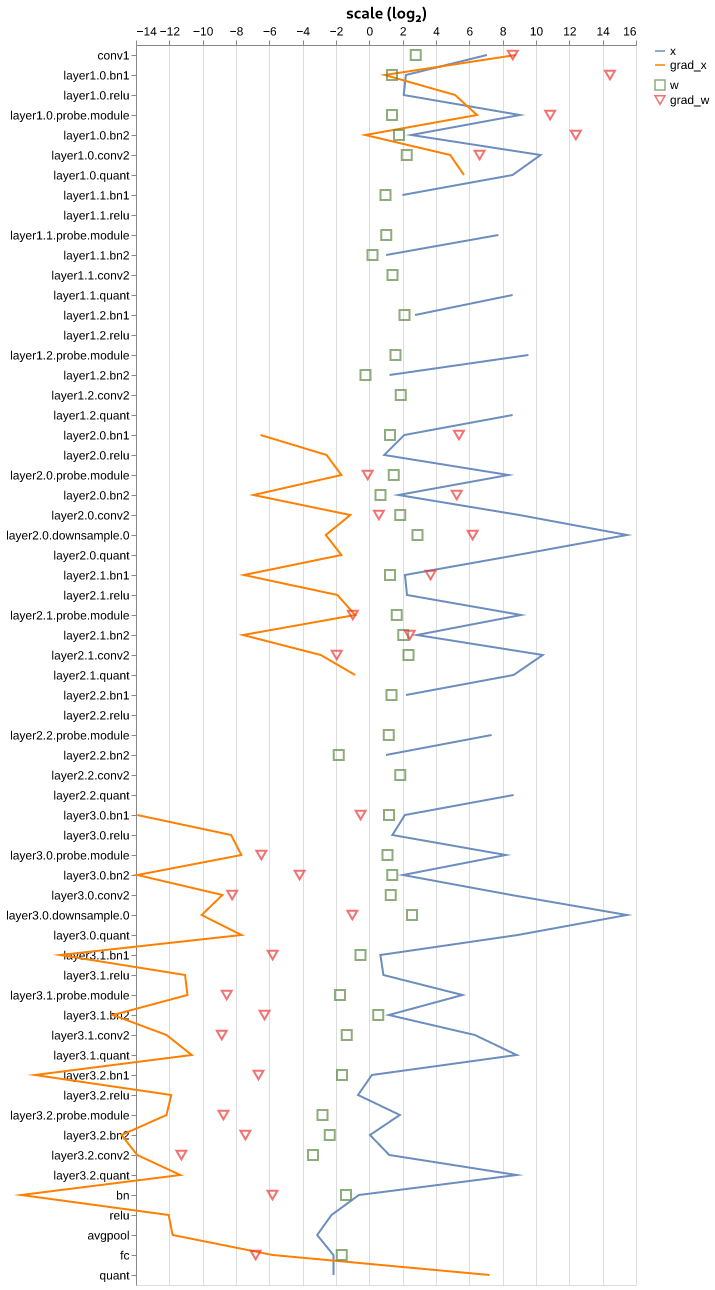 scale (log₂)
−14 −12 −10 −8 −6 −4 −2 0 2 4 6 8 10 12 14 16
x
grad_x
w
grad_w
conv1
layer1.0.bn1
layer1.0.relu
layer1.0.probe.module
layer1.0.bn2
layer1.0.conv2
layer1.0.quant
layer1.1.bn1
layer1.1.relu
layer1.1.probe.module
layer1.1.bn2
layer1.1.conv2
layer1.1.quant
layer1.2.bn1
layer1.2.relu
layer1.2.probe.module
layer1.2.bn2
layer1.2.conv2
layer1.2.quant
layer2.0.bn1
layer2.0.relu
layer2.0.probe.module
layer2.0.bn2
layer2.0.conv2
layer2.0.downsample.0
layer2.0.quant
layer2.1.bn1
layer2.1.relu
layer2.1.probe.module
layer2.1.bn2
layer2.1.conv2
layer2.1.quant
layer2.2.bn1
layer2.2.relu
layer2.2.probe.module
layer2.2.bn2
layer2.2.conv2
layer2.2.quant
layer3.0.bn1
layer3.0.relu
layer3.0.probe.module
layer3.0.bn2
layer3.0.conv2
layer3.0.downsample.0
layer3.0.quant
layer3.1.bn1
layer3.1.relu
layer3.1.probe.module
layer3.1.bn2
layer3.1.conv2
layer3.1.quant
layer3.2.bn1
layer3.2.relu
layer3.2.probe.module
layer3.2.bn2
layer3.2.conv2
layer3.2.quant
bn
relu
avgpool
fc
quant